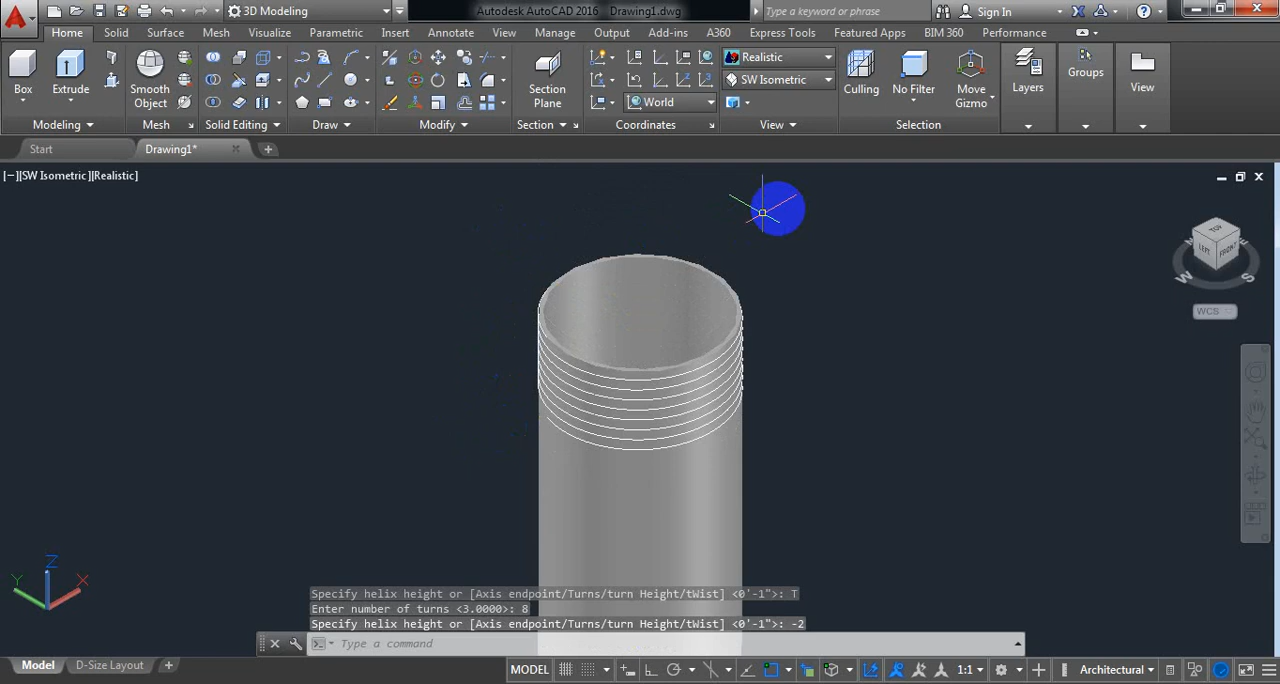 3D Modeling
Autodesk AutoCAD 2016 Drawing1.dwg
Type a keyword or phrase
Sign In
Home Solid Surface Mesh Visualize Parametric Insert Annotate View Manage Output Add-ins A360 Express Tools Featured Apps BIM 360 Performance
Box
Extrude
Smooth
Object
Section
Plane
Realistic
SW Isometric
World
Culling
No Filter
Move
Gizmo
Layers
Groups
View
Modeling
Mesh
Solid Editing
Draw
Modify
Section
Coordinates
View
Selection
Start
Drawing1*
[−][SW Isometric][Realistic]
TOP
LEFT
FRONT
W
S
WCS
Z
Y
X
Specify helix height or [Axis endpoint/Turns/turn Height/tWist] <0'-1">: T
Enter number of turns <3.0000>: 8
Specify helix height or [Axis endpoint/Turns/turn Height/tWist] <0'-1">: -2
Type a command
Model
D-Size Layout
MODEL
1:1
Architectural